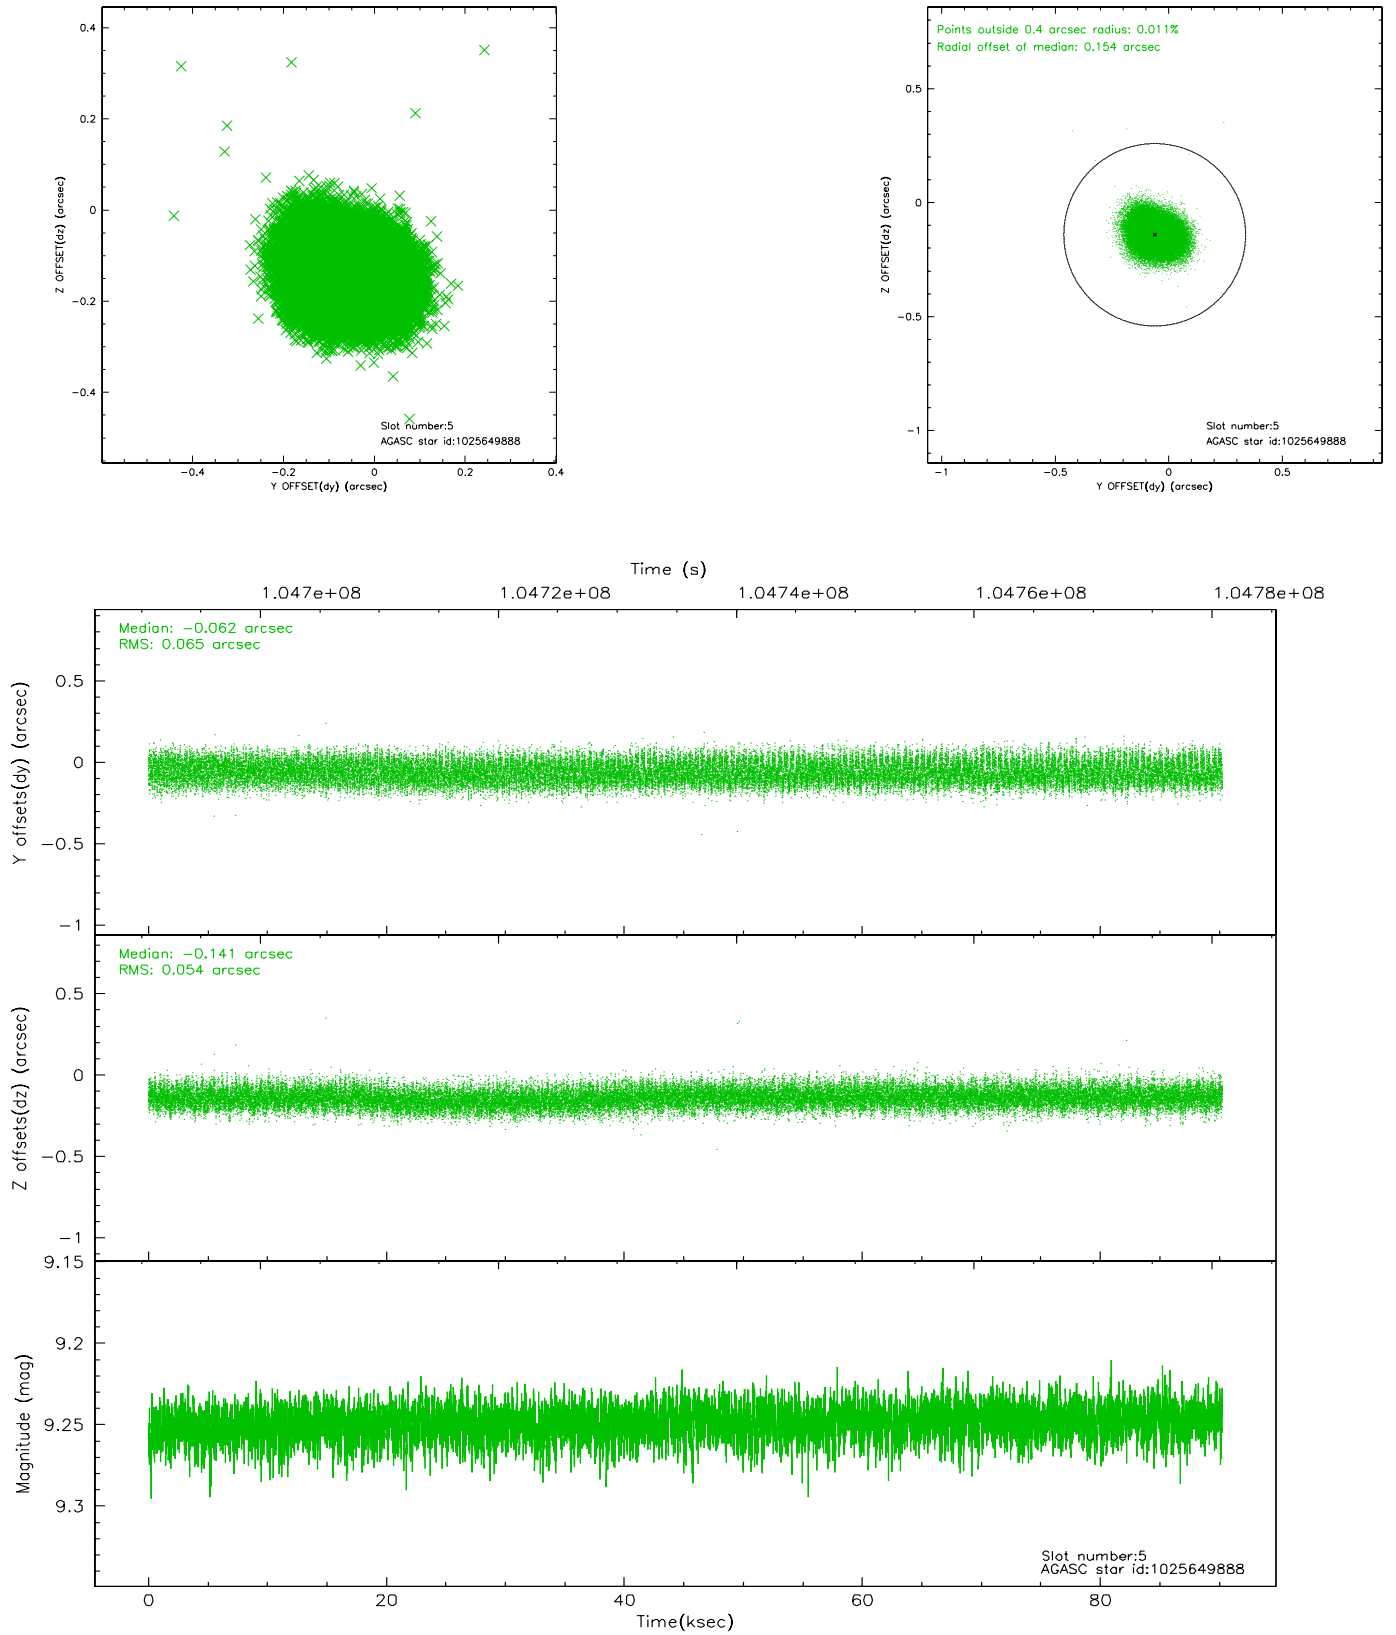 0.4
0.2
0
−0.2
−0.4
Z OFFSET(dz) (arcsec)
Slot number:5
AGASC star id:1025649888
−0.4 −0.2 0 0.2 0.4
Y OFFSET(dy) (arcsec)
Points outside 0.4 arcsec radius: 0.011%
Radial offset of median: 0.154 arcsec
0.5
0
−0.5
−1
Z OFFSET(dz) (arcsec)
Slot number:5
AGASC star id:1025649888
−1 −0.5 0 0.5
Y OFFSET(dy) (arcsec)
Time (s)
1.047e+08 1.0472e+08 1.0474e+08 1.0476e+08 1.0478e+08
Median: −0.062 arcsec
RMS: 0.065 arcsec
0.5
0
−0.5
−1
Y offsets(dy) (arcsec)
Median: −0.141 arcsec
RMS: 0.054 arcsec
0.5
0
−0.5
−1
Z offsets(dz) (arcsec)
9.15
9.2
9.25
9.3
Magnitude (mag)
Slot number:5
AGASC star id:1025649888
0 20 40 60 80
Time(ksec)